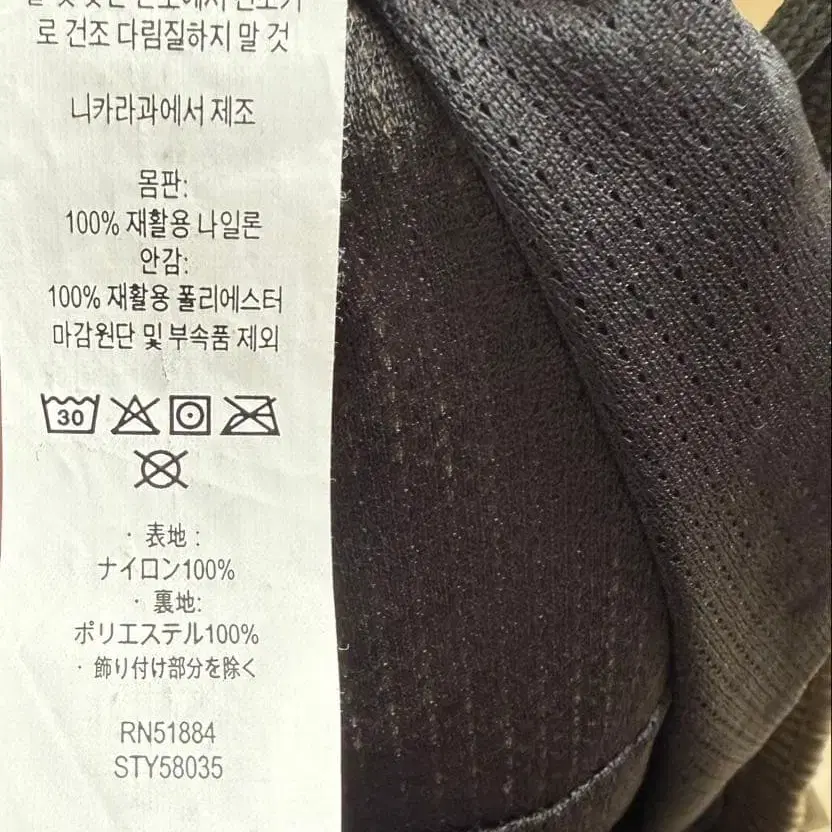 로 건조 다림질하지 말 것
니카라과에서 제조
몸판:
100% 재활용 나일론
안감:
100% 재활용 폴리에스터
마감원단 및 부속품 제외
30
· 表地 :
ナイロン100%
· 裏地:
ポリエステル100%
· 飾り付け部分を除く
RN51884
STY58035